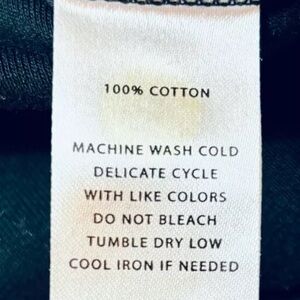 100% COTTON
MACHINE WASH COLD
DELICATE CYCLE
WITH LIKE COLORS
DO NOT BLEACH
TUMBLE DRY LOW
COOL IRON IF NEEDED